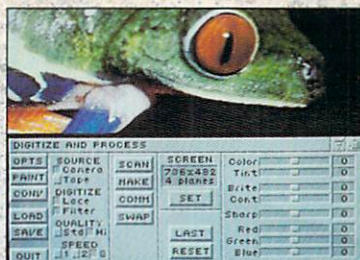 DIGITIZE AND PROCESS
OPTS
PAINT
CONV
LOAD
SAVE
QUIT
SOURCE
Camera
Tape
DIGITIZE
Lace
Filter
QUALITY
Std Hi
SPEED
1 2
SCAN
MAKE
COMM
SWAP
SCREEN
706x482
4 planes
SET
LAST
RESET
Color 0
Tint 0
Brite 0
Cont 0
Sharp 0
Red 0
Green 0
Blue 0